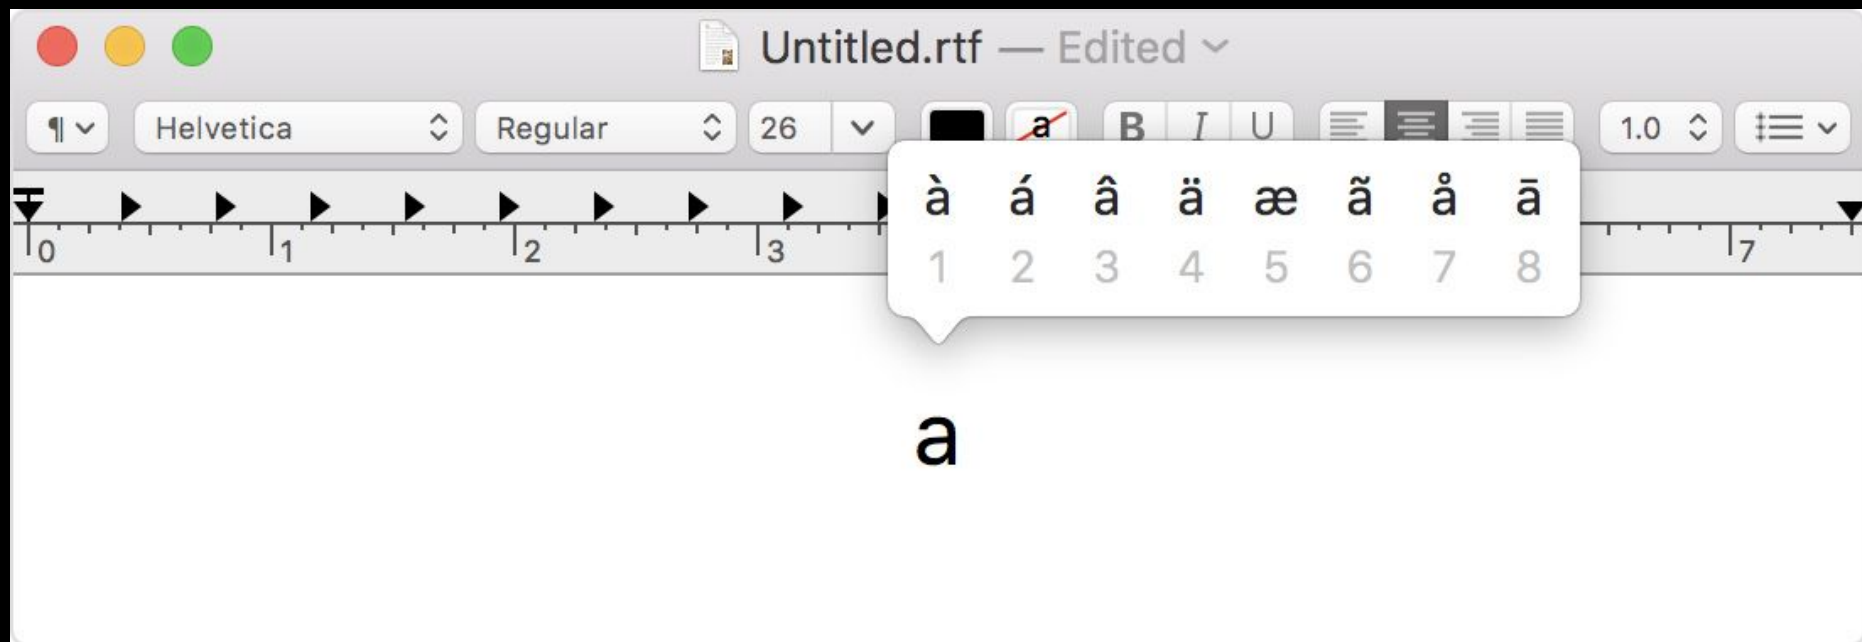 Untitled.rtf — Edited
¶ Helvetica Regular 26 a B I U 1.0
à á â ä æ ã å ā
1 2 3 4 5 6 7 8
0 1 2 3 7
a